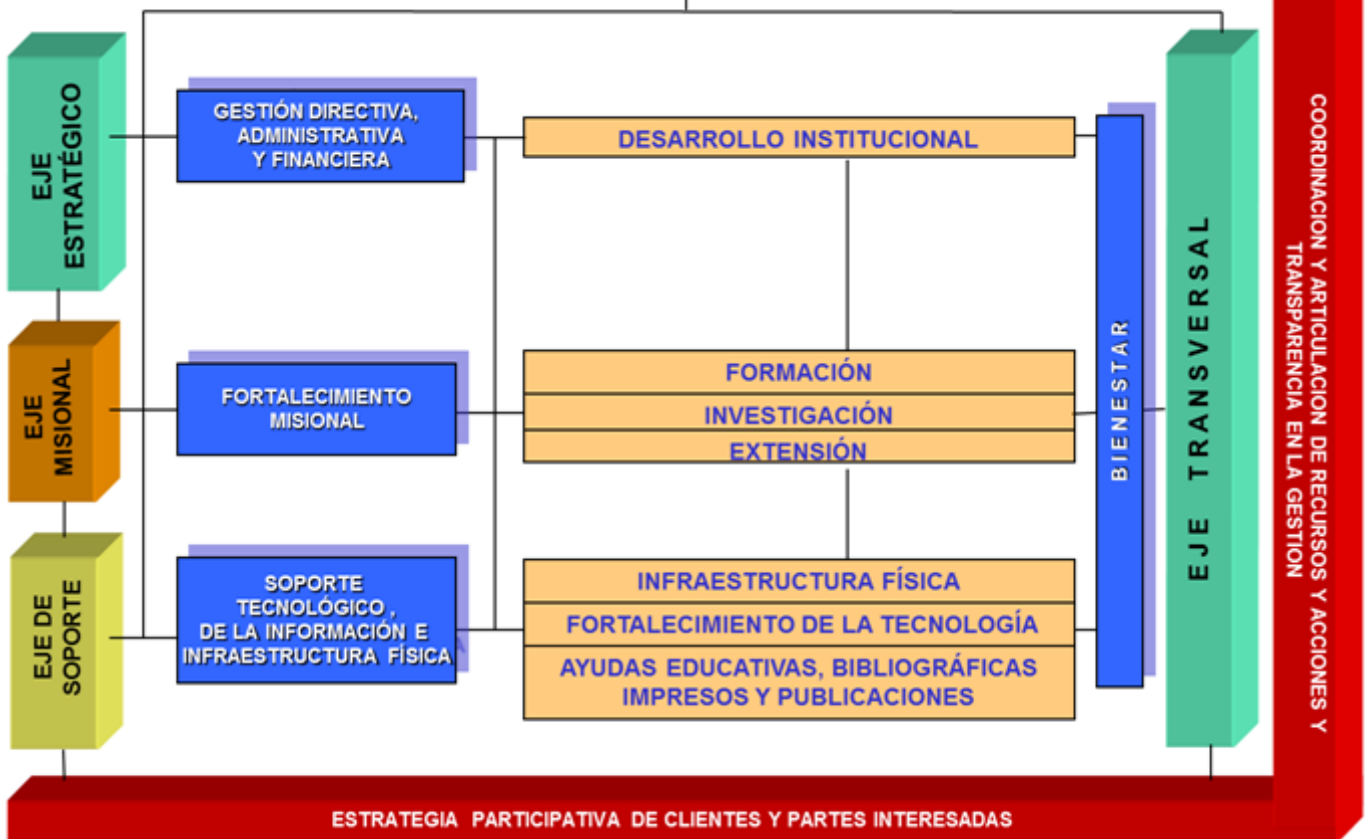 EJE
ESTRATÉGICO
GESTIÓN DIRECTIVA,
ADMINISTRATIVA
Y FINANCIERA
DESARROLLO INSTITUCIONAL
EJE
MISIONAL
FORTALECIMIENTO
MISIONAL
FORMACIÓN
INVESTIGACIÓN
EXTENSIÓN
EJE DE
SOPORTE
SOPORTE
TECNOLÓGICO ,
DE LA INFORMACIÓN E
INFRAESTRUCTURA FÍSICA
INFRAESTRUCTURA FÍSICA
FORTALECIMIENTO DE LA TECNOLOGÍA
AYUDAS EDUCATIVAS, BIBLIOGRÁFICAS
IMPRESOS Y PUBLICACIONES
BIENESTAR
EJE TRANSVERSAL
COORDINACION Y ARTICULACION DE RECURSOS Y ACCIONES Y
TRANSPARENCIA EN LA GESTION
ESTRATEGIA PARTICIPATIVA DE CLIENTES Y PARTES INTERESADAS